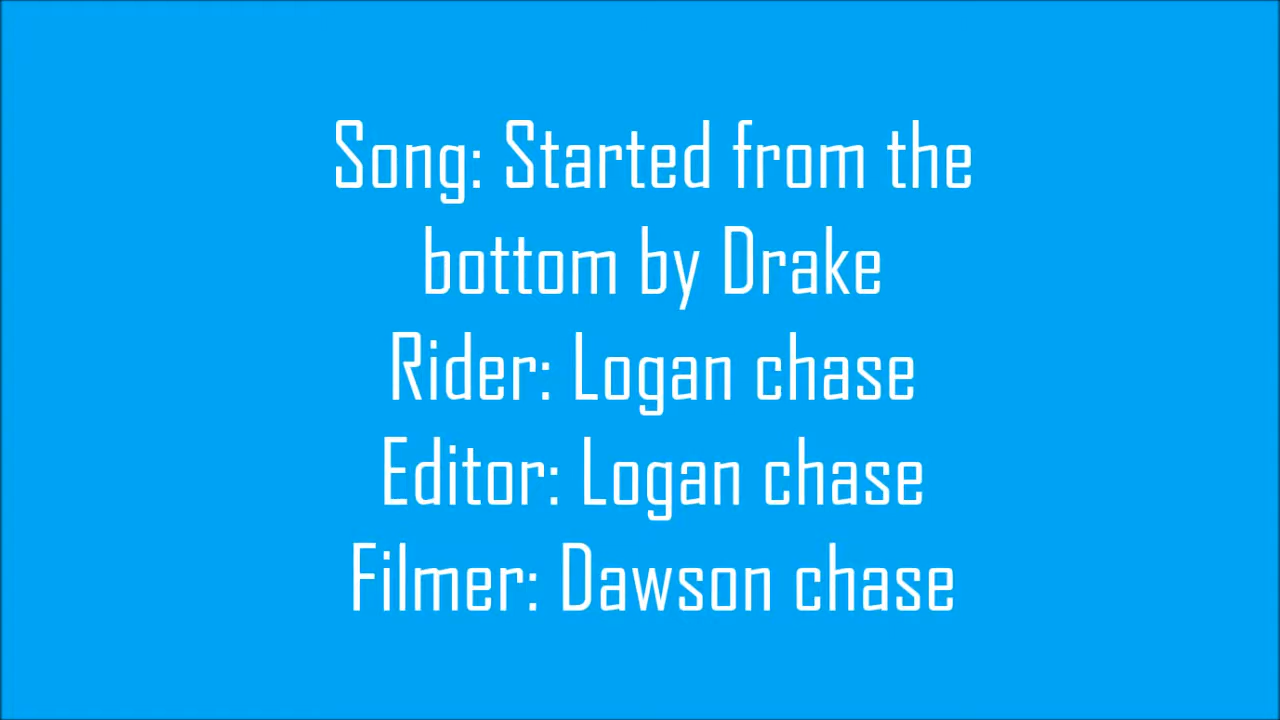 Song: Started from the
bottom by Drake
Rider: Logan chase
Editor: Logan chase
Filmer: Dawson chase